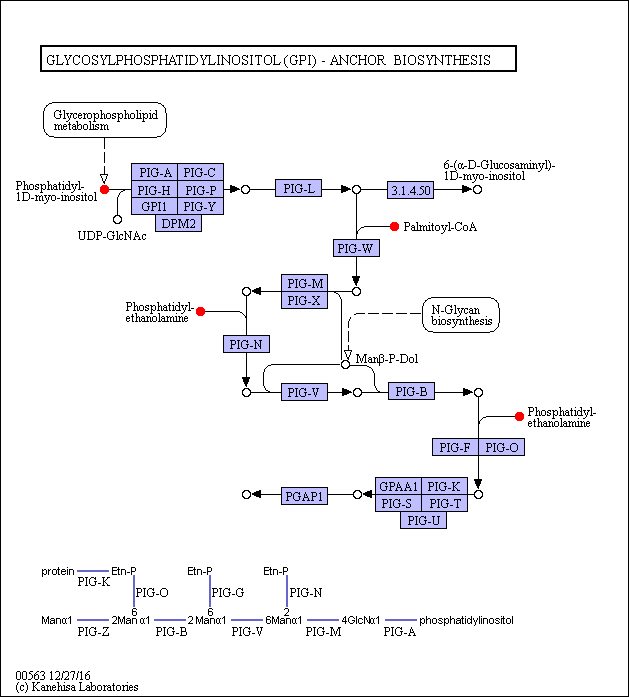 GLYCOSYLPHOSPHATIDYLINOSITOL (GPI) - ANCHOR BIOSYNTHESIS
Glycerophospholipid
metabolism
Phosphatidyl-
1D-myo-inositol
UDP-GlcNAc
PIG-A PIG-C
PIG-H PIG-P
GPI1 PIG-Y
DPM2
PIG-L
3.1.4.50
6-(α-D-Glucosaminyl)-
1D-myo-inositol
Palmitoyl-CoA
PIG-W
PIG-M
PIG-X
Phosphatidyl-
ethanolamine
N-Glycan
biosynthesis
PIG-N
Manβ-P-Dol
PIG-V
PIG-B
Phosphatidyl-
ethanolamine
PIG-F PIG-O
GPAA1 PIG-K
PIG-S PIG-T
PIG-U
PGAP1
protein Etn-P Etn-P Etn-P
PIG-K
PIG-O PIG-G PIG-N
6 6 2
Manα1 2Manα1 2Manα1 6Manα1 4GlcNα1 phosphatidylinositol
PIG-Z PIG-B PIG-V PIG-M PIG-A
00563 12/27/16
(c) Kanehisa Laboratories